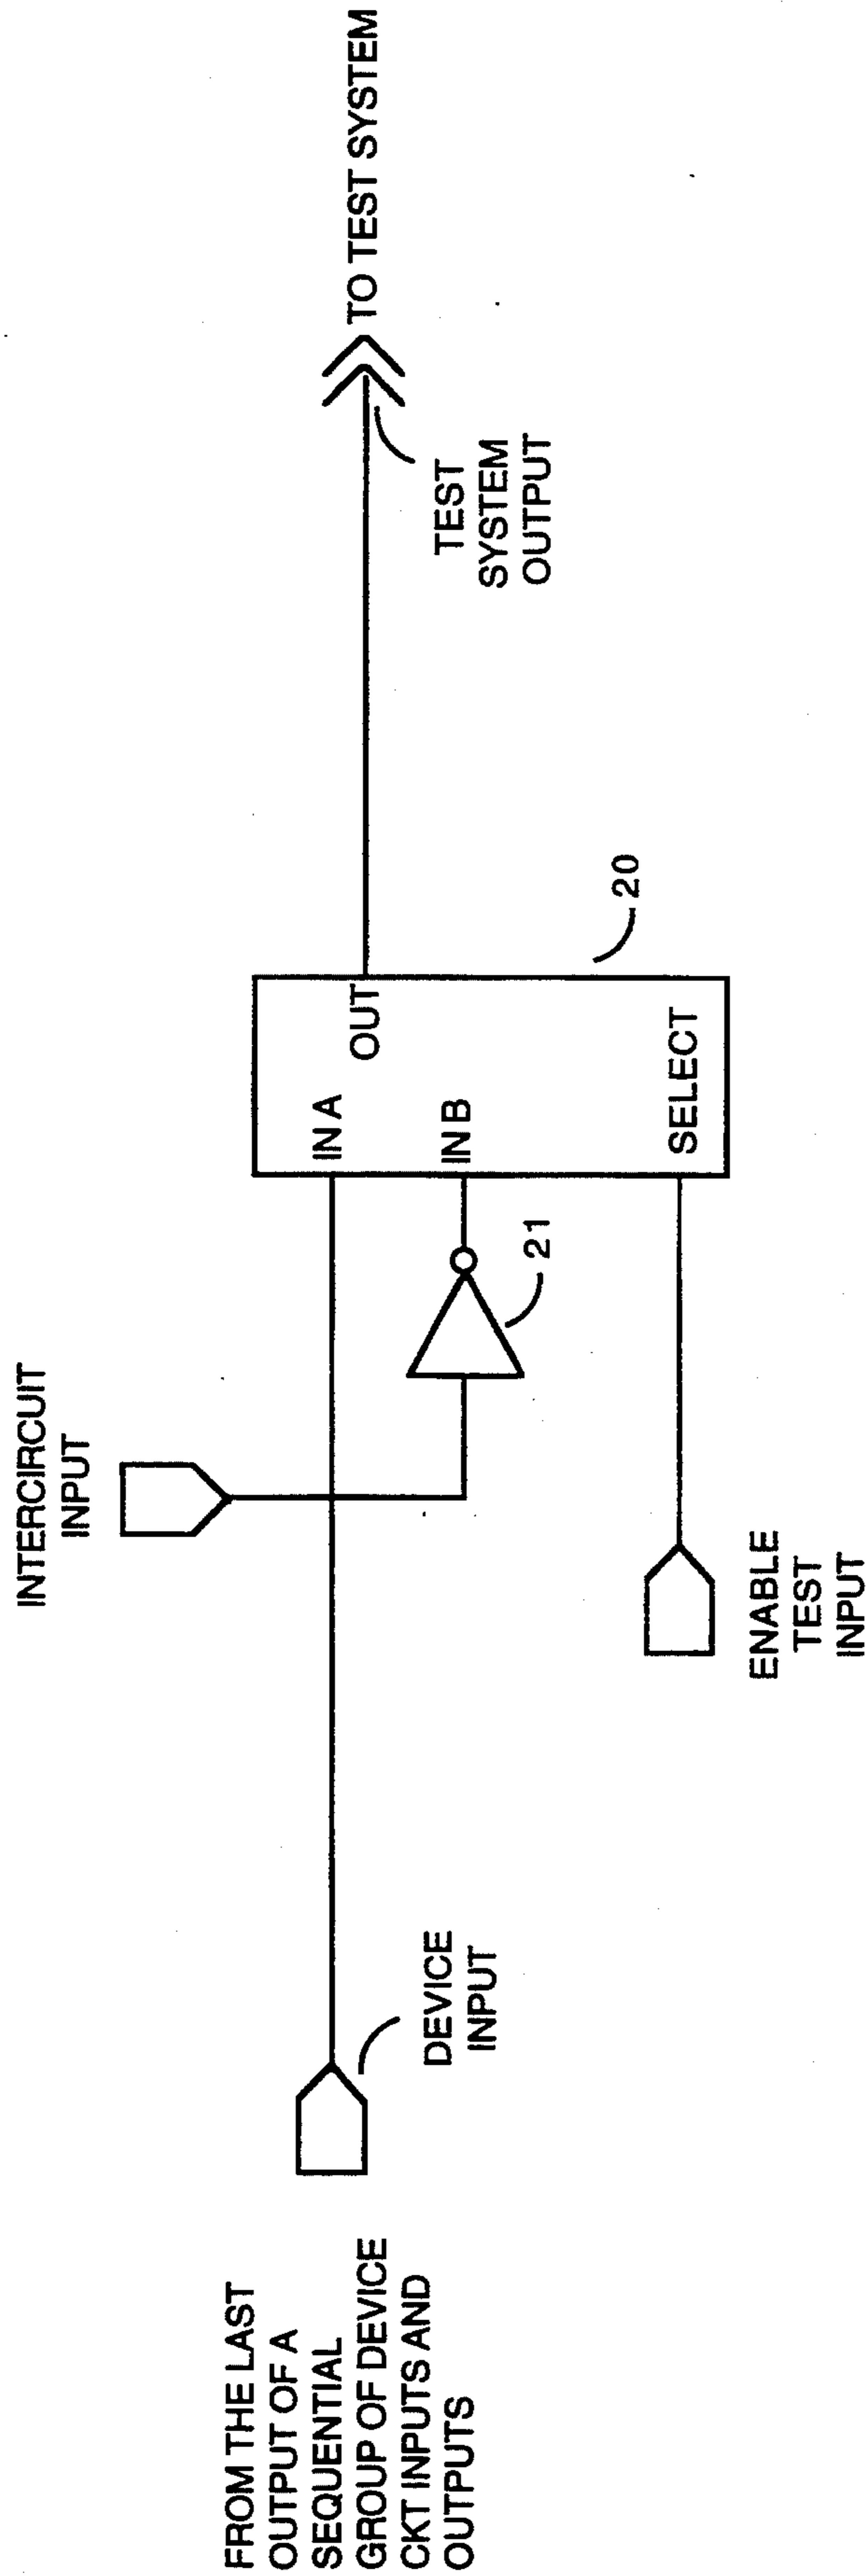 FROM THE LAST
OUTPUT OF A
SEQUENTIAL
GROUP OF DEVICE
CKT INPUTS AND
OUTPUTS
DEVICE
INPUT
INTERCIRCUIT
INPUT
ENABLE
TEST
INPUT
21
IN A
IN B
SELECT
OUT
20
TEST
SYSTEM
OUTPUT
TO TEST SYSTEM